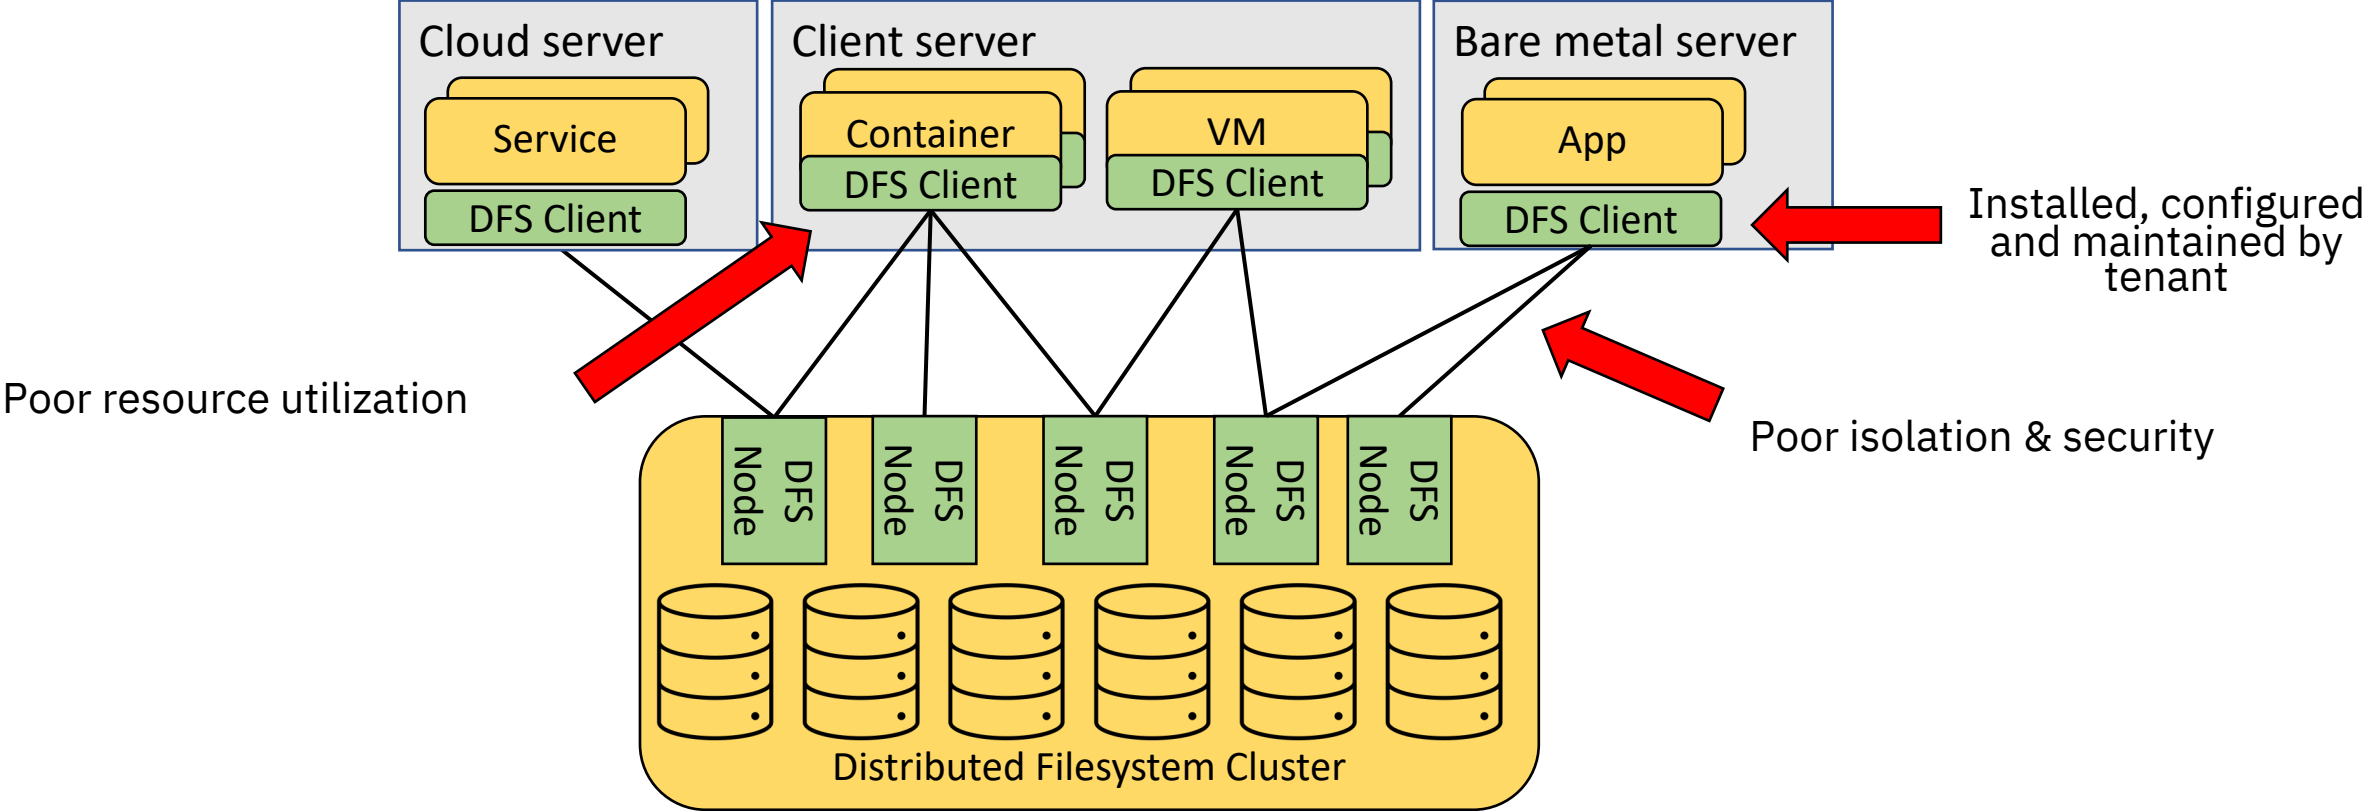 Cloud server
Service
DFS Client
Client server
Container
DFS Client
VM
DFS Client
Bare metal server
App
DFS Client
Installed, configured
and maintained by
tenant
Poor resource utilization
Poor isolation & security
DFS
Node
DFS
Node
DFS
Node
DFS
Node
DFS
Node
Distributed Filesystem Cluster